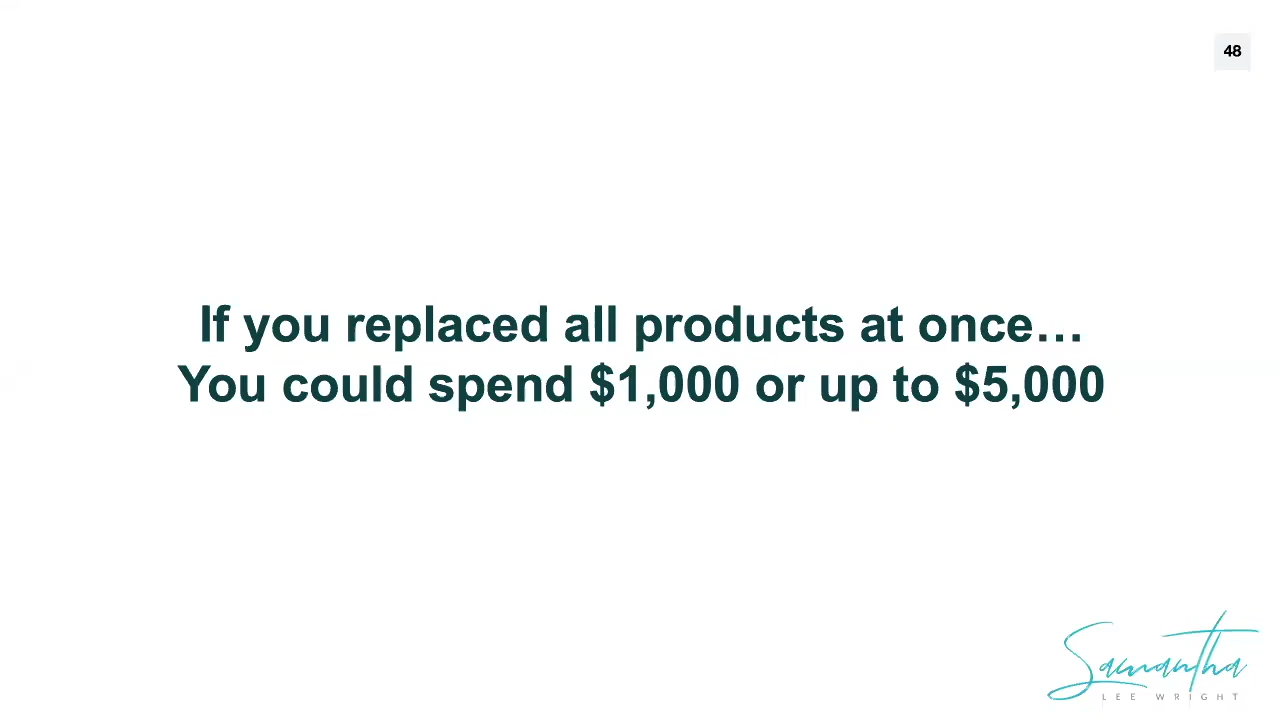 48
If you replaced all products at once…
You could spend $1,000 or up to $5,000
Samantha
LEE WRIGHT